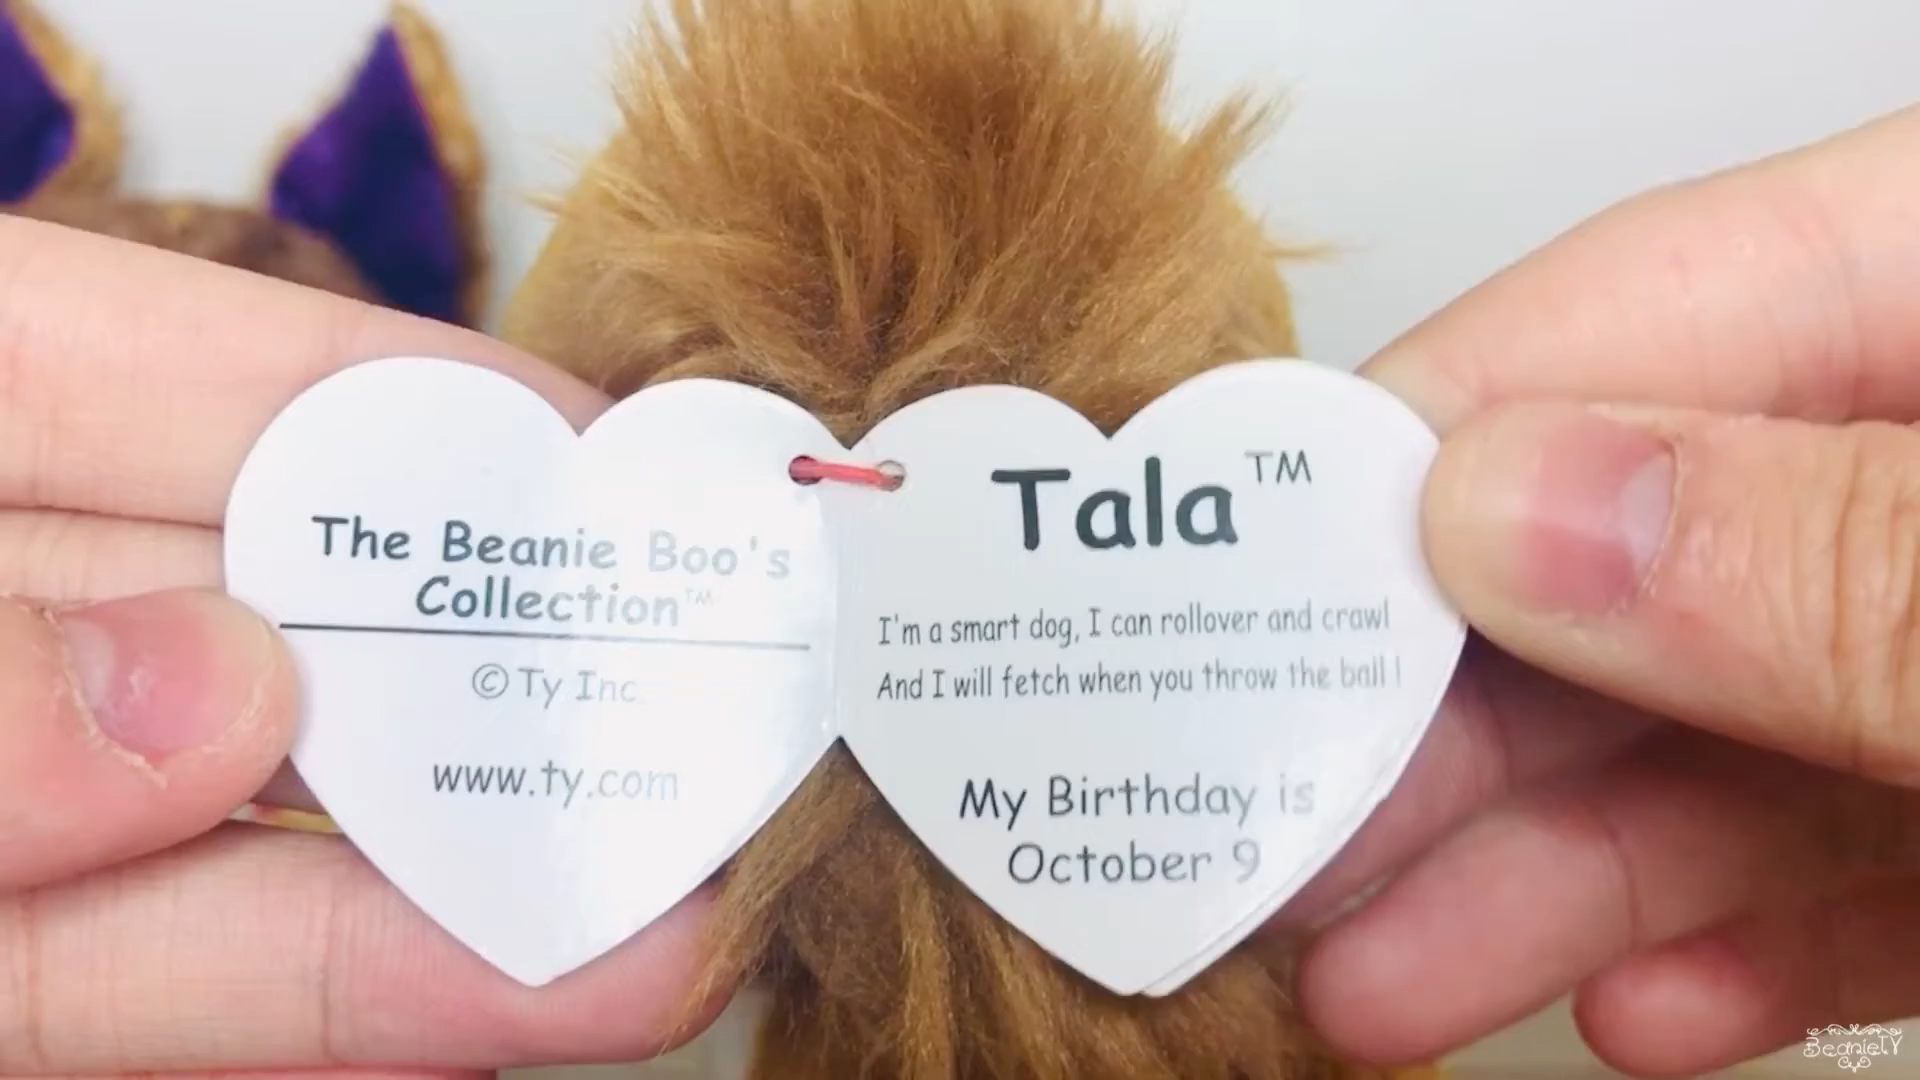 The Beanie Boo's
Collection™
© Ty Inc.
www.ty.com
Tala™
I'm a smart dog, I can rollover and crawl
And I will fetch when you throw the ball !
My Birthday is
October 9
BeanieTY